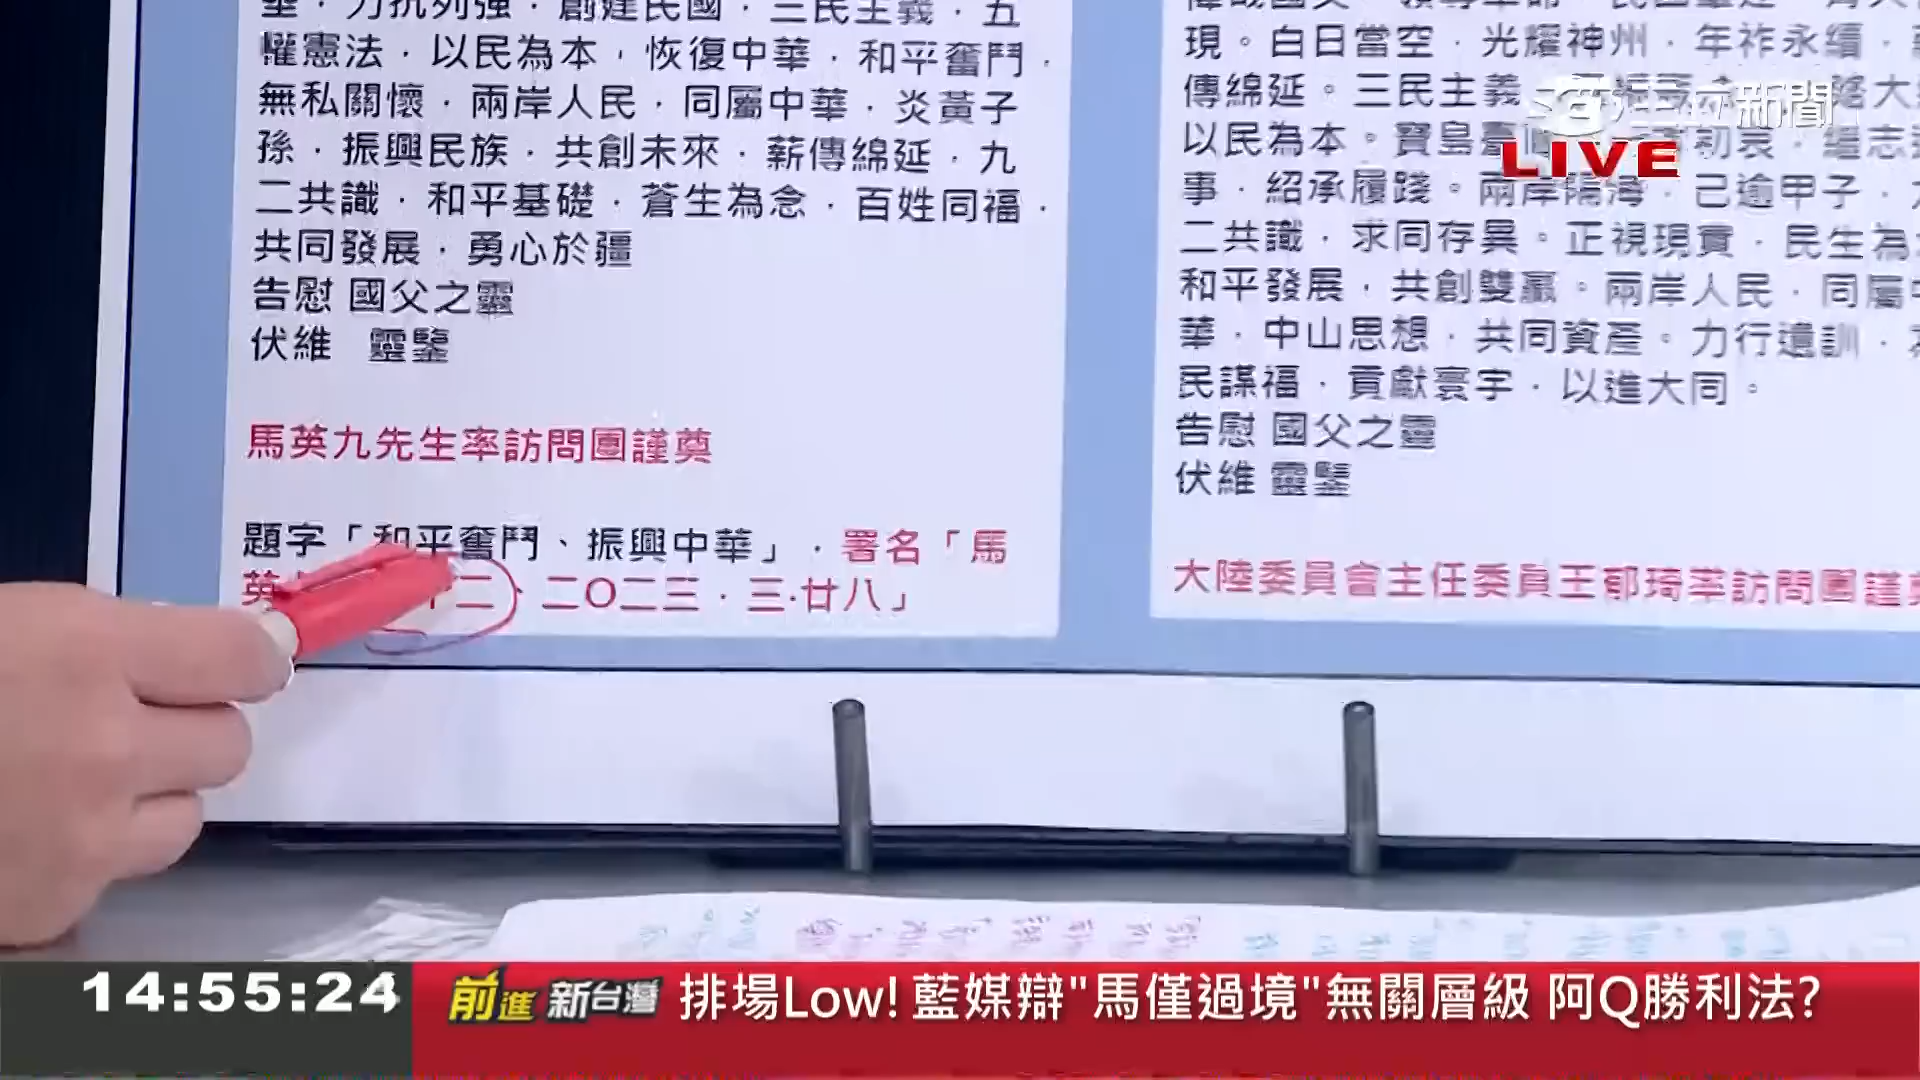 力抗列強．創建民國．三民主義．五
權憲法．以民為本，恢復中華．和平奮鬥．
無私關懷．兩岸人民．同屬中華．炎黃子
孫．振興民族．共創未來．薪傳綿延．九
二共識．和平基礎．蒼生為念．百姓同福．
共同發展．勇心於疆
告慰 國父之靈
伏維 靈鑒
馬英九先生率訪問團謹奠
題字「和平奮鬥、振興中華」．署名「馬
英 二、二〇二三．三．廿八」
現。白日當空．光耀神州．年祚永續．
傳綿延。三民主義
以民為本。寶島 初衷．繼志
事．紹承履踐。兩岸隔海．已逾甲子．
二共識．求同存異。正視現實．民生為
和平發展．共創雙贏。兩岸人民．同屬
華．中山思想．共同資產。力行遺訓．
民謀福．貢獻寰宇．以進大同。
告慰 國父之靈
伏維 靈鑒
大陸委員會主任委員王郁琦率訪問團謹
新聞
LIVE
14:55:24
前進新台灣
排場Low! 藍媒辯"馬僅過境"無關層級 阿Q勝利法?